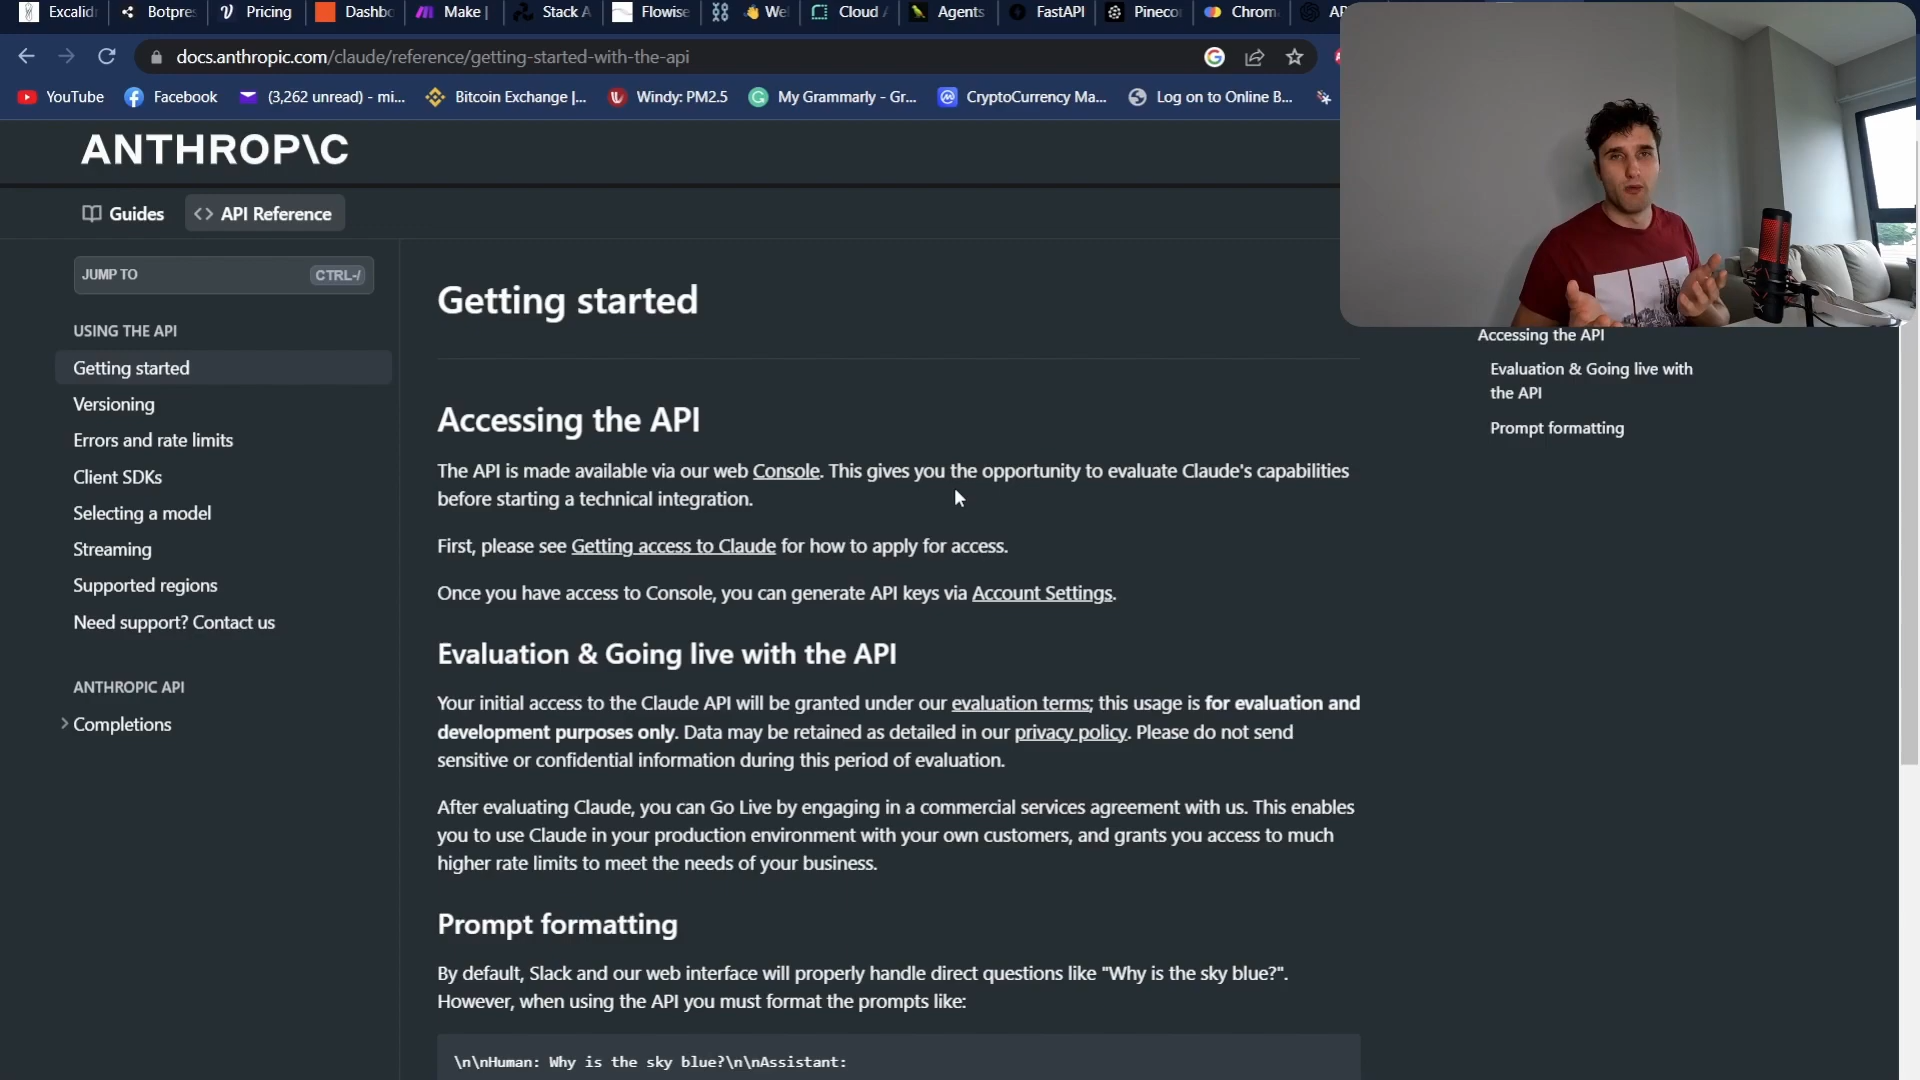 Excalid
Botpres
Pricing
Dashbo
Make |
Stack A
Flowise
We
Cloud
Agents
FastAPI
Pineco
Chrom
AP
docs.anthropic.com/claude/reference/getting-started-with-the-api
YouTube
Facebook
(3,262 unread) - mi...
Bitcoin Exchange |...
Windy: PM2.5
My Grammarly - Gr...
CryptoCurrency Ma...
Log on to Online B...
ANTHROP\C
Guides
<> API Reference
JUMP TO
CTRL-/
USING THE API
Getting started
Versioning
Errors and rate limits
Client SDKs
Selecting a model
Streaming
Supported regions
Need support? Contact us
ANTHROPIC API
Completions
Getting started
Accessing the API
The API is made available via our web Console. This gives you the opportunity to evaluate Claude's capabilities
before starting a technical integration.
First, please see Getting access to Claude for how to apply for access.
Once you have access to Console, you can generate API keys via Account Settings.
Evaluation & Going live with the API
Your initial access to the Claude API will be granted under our evaluation terms; this usage is for evaluation and
development purposes only. Data may be retained as detailed in our privacy policy. Please do not send
sensitive or confidential information during this period of evaluation.
After evaluating Claude, you can Go Live by engaging in a commercial services agreement with us. This enables
you to use Claude in your production environment with your own customers, and grants you access to much
higher rate limits to meet the needs of your business.
Prompt formatting
By default, Slack and our web interface will properly handle direct questions like "Why is the sky blue?".
However, when using the API you must format the prompts like:
\n\nHuman: Why is the sky blue?\n\nAssistant:
Accessing the API
Evaluation & Going live with
the API
Prompt formatting